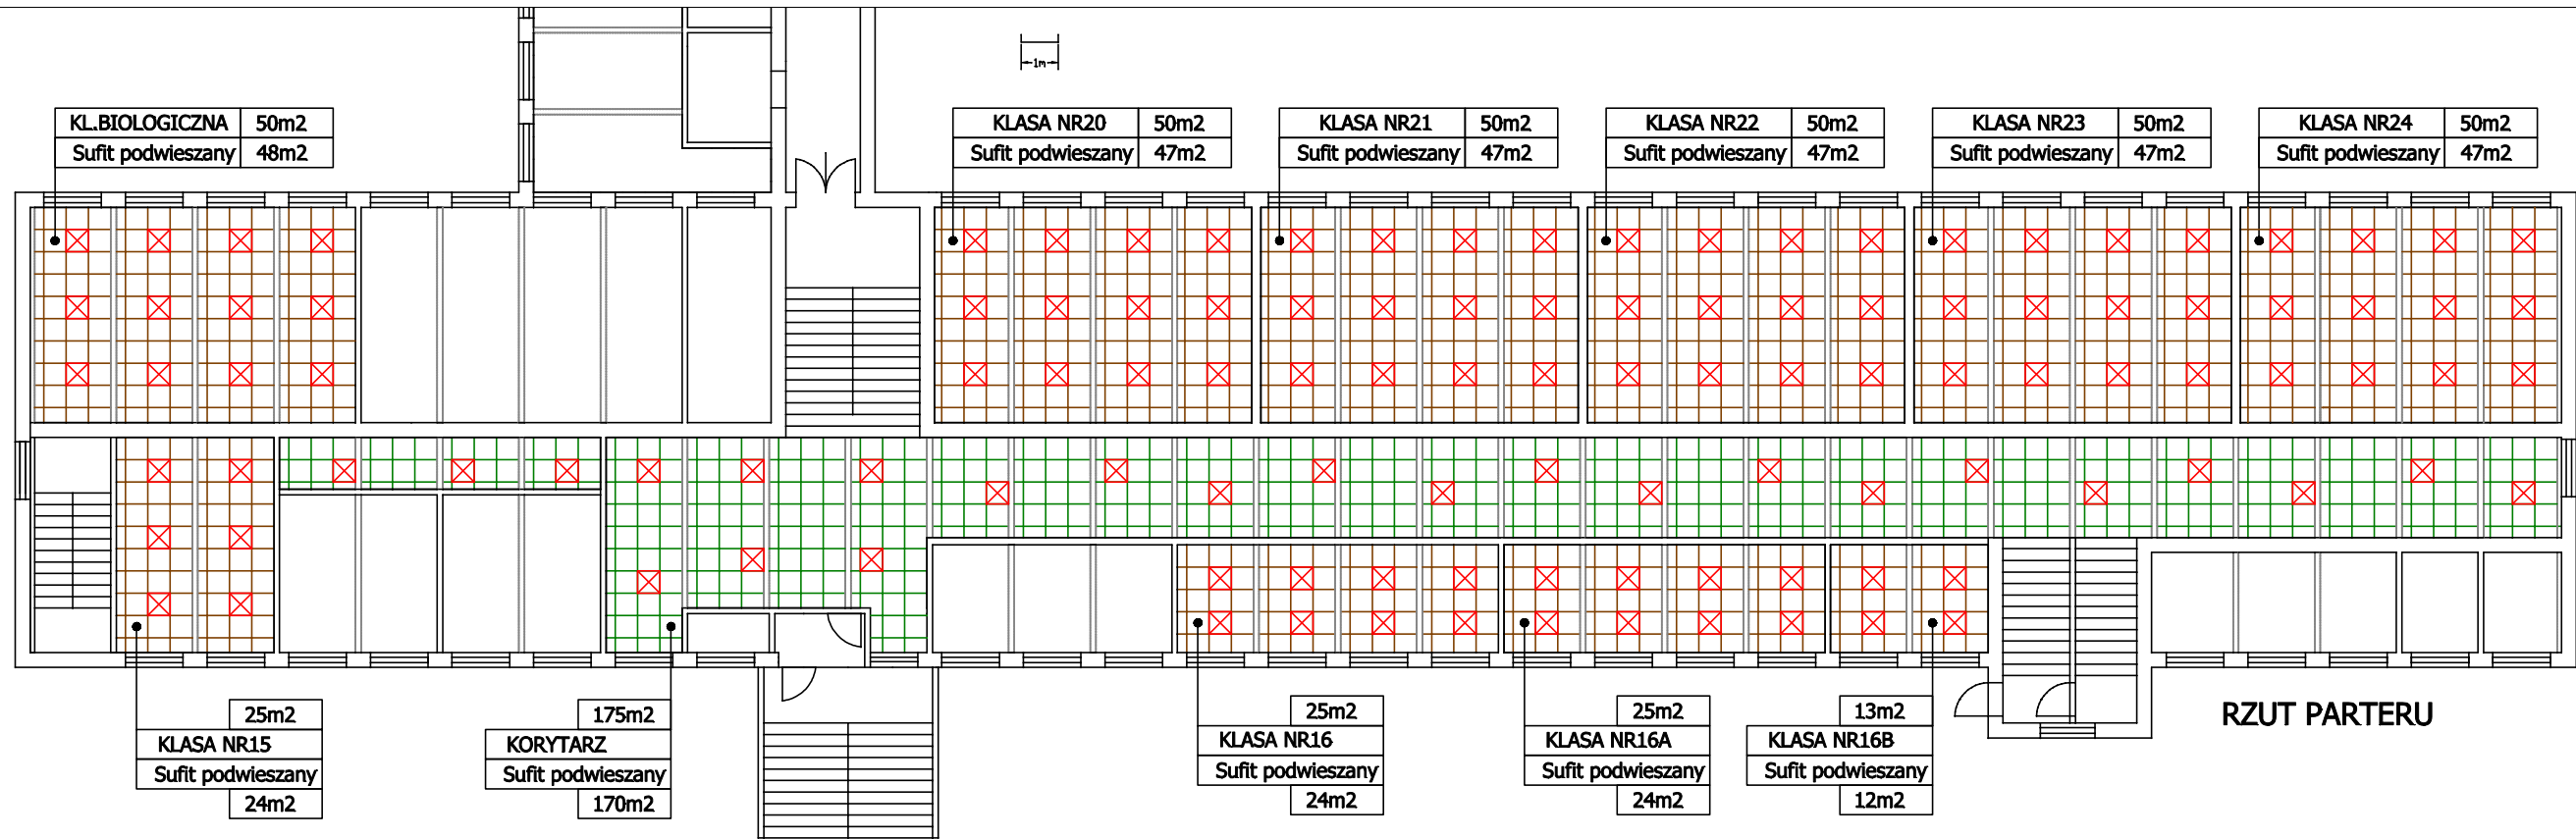 1m
KL.BIOLOGICZNA 50m2
Sufit podwieszany 48m2
KLASA NR20 50m2
Sufit podwieszany 47m2
KLASA NR21 50m2
Sufit podwieszany 47m2
KLASA NR22 50m2
Sufit podwieszany 47m2
KLASA NR23 50m2
Sufit podwieszany 47m2
KLASA NR24 50m2
Sufit podwieszany 47m2
25m2
KLASA NR15
Sufit podwieszany
24m2
175m2
KORYTARZ
Sufit podwieszany
170m2
25m2
KLASA NR16
Sufit podwieszany
24m2
25m2
KLASA NR16A
Sufit podwieszany
24m2
13m2
KLASA NR16B
Sufit podwieszany
12m2
RZUT PARTERU